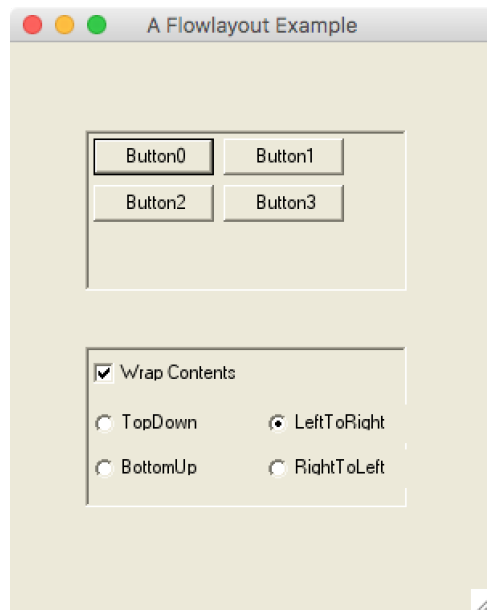 A Flowlayout Example
Button0 Button1
Button2 Button3
Wrap Contents
TopDown LeftToRight
BottomUp RightToLeft